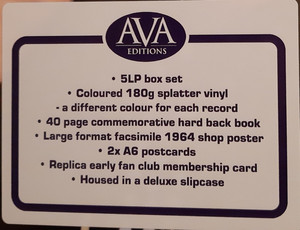 AVA
EDITIONS
• 5LP box set
• Coloured 180g splatter vinyl
- a different colour for each record
• 40 page commemorative hard back book
• Large format facsimile 1964 shop poster
• 2x A6 postcards
• Replica early fan club membership card
• Housed in a deluxe slipcase